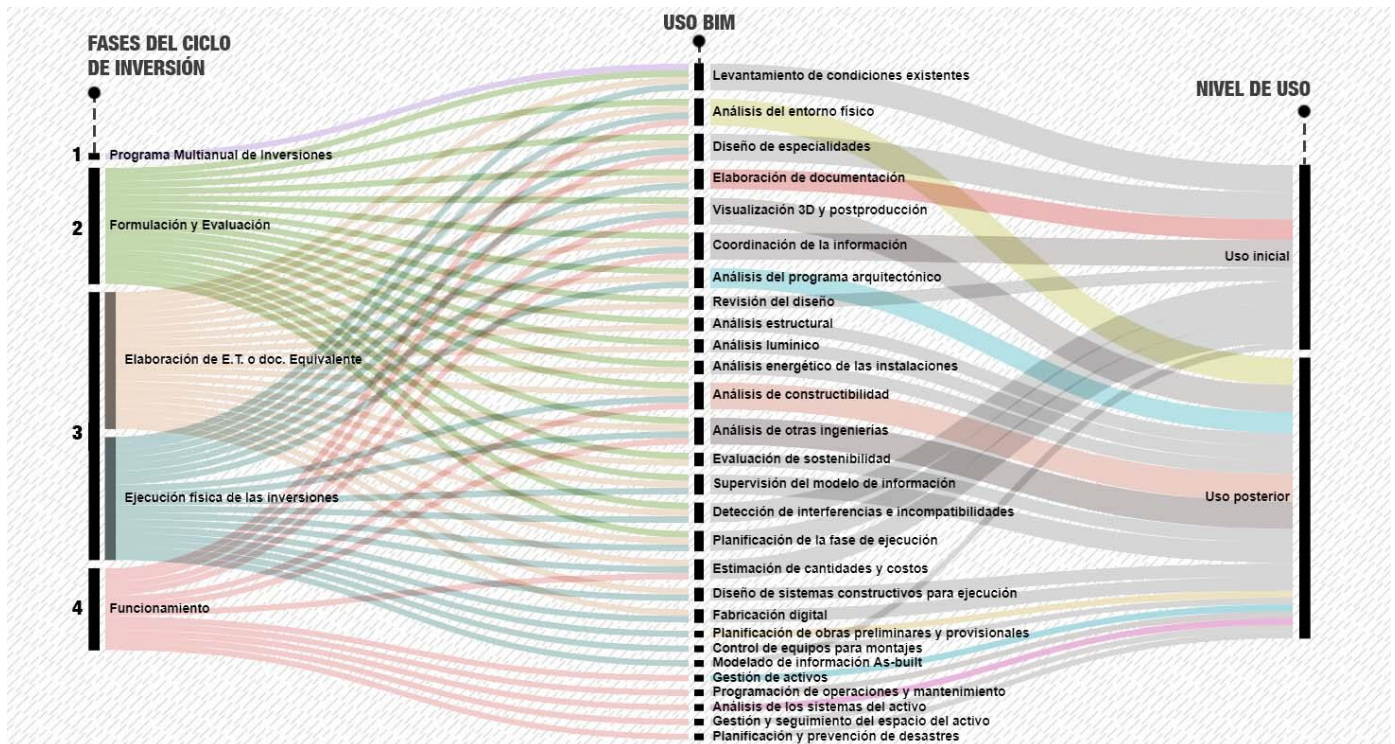 FASES DEL CICLO
DE INVERSIÓN
1
Programa Multianual de Inversiones
2
Formulación y Evaluación
3
Elaboración de E.T. o doc. Equivalente
Ejecución física de las inversiones
4
Funcionamiento
USO BIM
Levantamiento de condiciones existentes
Análisis del entorno físico
Diseño de especialidades
Elaboración de documentación
Visualización 3D y postproducción
Coordinación de la información
Análisis del programa arquitectónico
Revisión del diseño
Análisis estructural
Análisis lumínico
Análisis energético de las instalaciones
Análisis de constructibilidad
Análisis de otras ingenierías
Evaluación de sostenibilidad
Supervisión del modelo de información
Detección de interferencias e incompatibilidades
Planificación de la fase de ejecución
Estimación de cantidades y costos
Diseño de sistemas constructivos para ejecución
Fabricación digital
Planificación de obras preliminares y provisionales
Control de equipos para montajes
Modelado de información As-built
Gestión de activos
Programación de operaciones y mantenimiento
Análisis de los sistemas del activo
Gestión y seguimiento del espacio del activo
Planificación y prevención de desastres
NIVEL DE USO
Uso inicial
Uso posterior